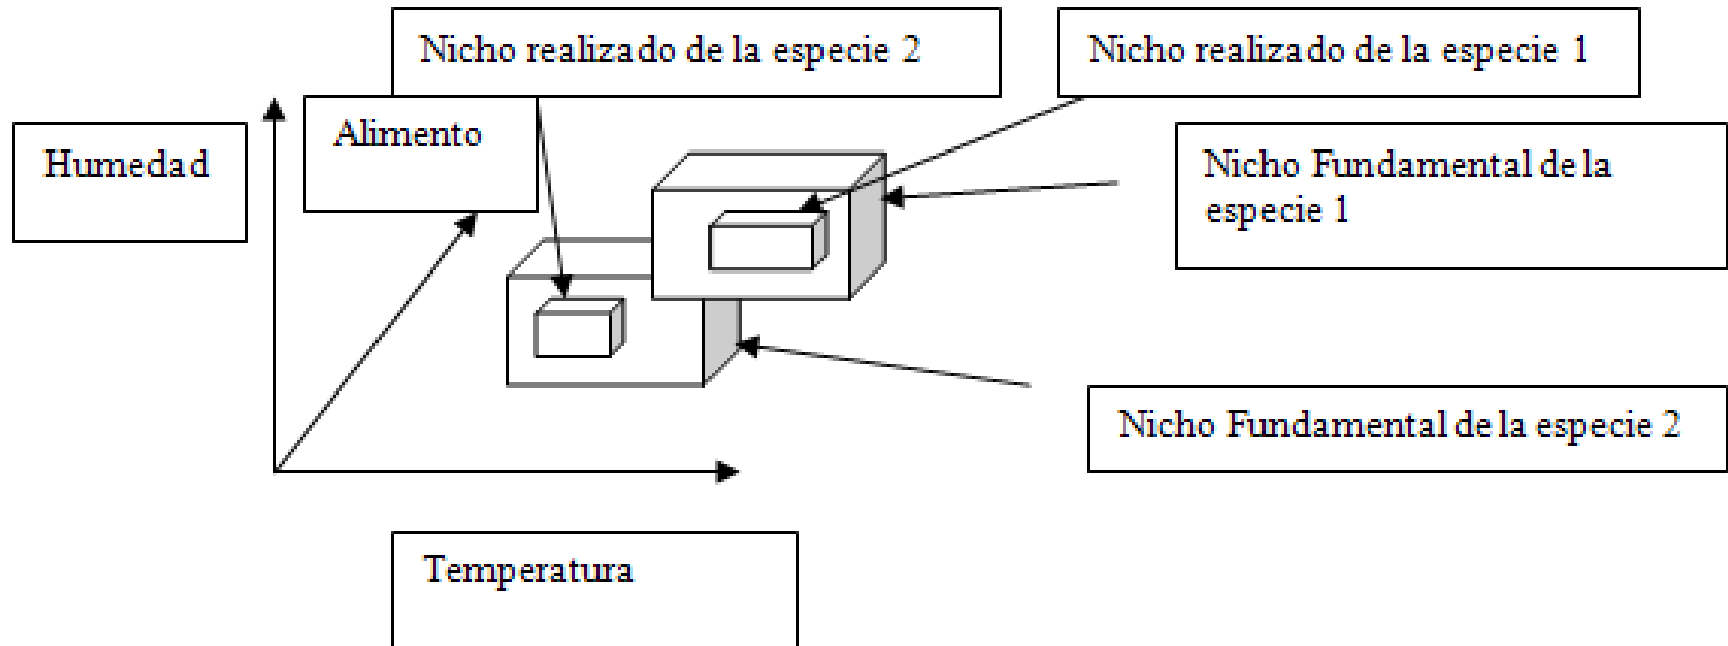 Nicho realizado de la especie 2
Nicho realizado de la especie 1
Alimento
Humedad
Nicho Fundamental de la
especie 1
Nicho Fundamental de la especie 2
Temperatura